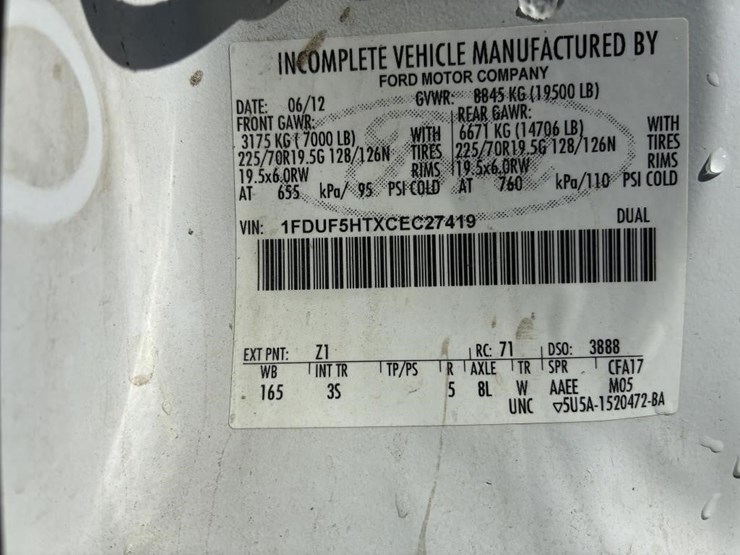 INCOMPLETE VEHICLE MANUFACTURED BY
FORD MOTOR COMPANY
DATE: 06/12 GVWR: 8845 KG (19500 LB)
FRONT GAWR: REAR GAWR:
3175 KG ( 7000 LB) WITH 6671 KG (14706 LB) WITH
225/70R19.5G 128/126N TIRES 225/70R19.5G 128/126N TIRES
19.5x6.0RW RIMS 19.5x6.0RW RIMS
AT 655 kPa/ 95 PSI COLD AT 760 kPa/110 PSI COLD
VIN: 1FDUF5HTXCEC27419 DUAL
EXT PNT: Z1 RC: 71 DSO: 3888
WB INT TR TP/PS R AXLE TR SPR CFA17
165 3S 5 8L W AAEE M05
UNC ▽5U5A-1520472-BA